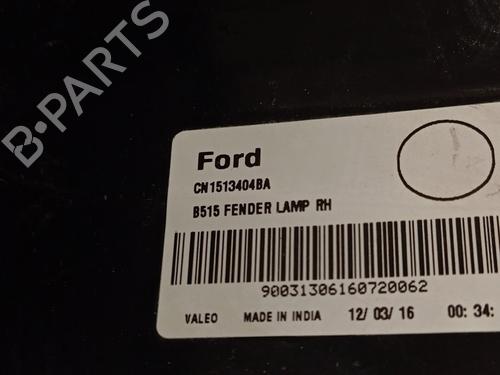 B-PARTS
Ford
CN1513404BA
B515 FENDER LAMP RH
90031306160720062
VALEO MADE IN INDIA 12/03/16 00:34: